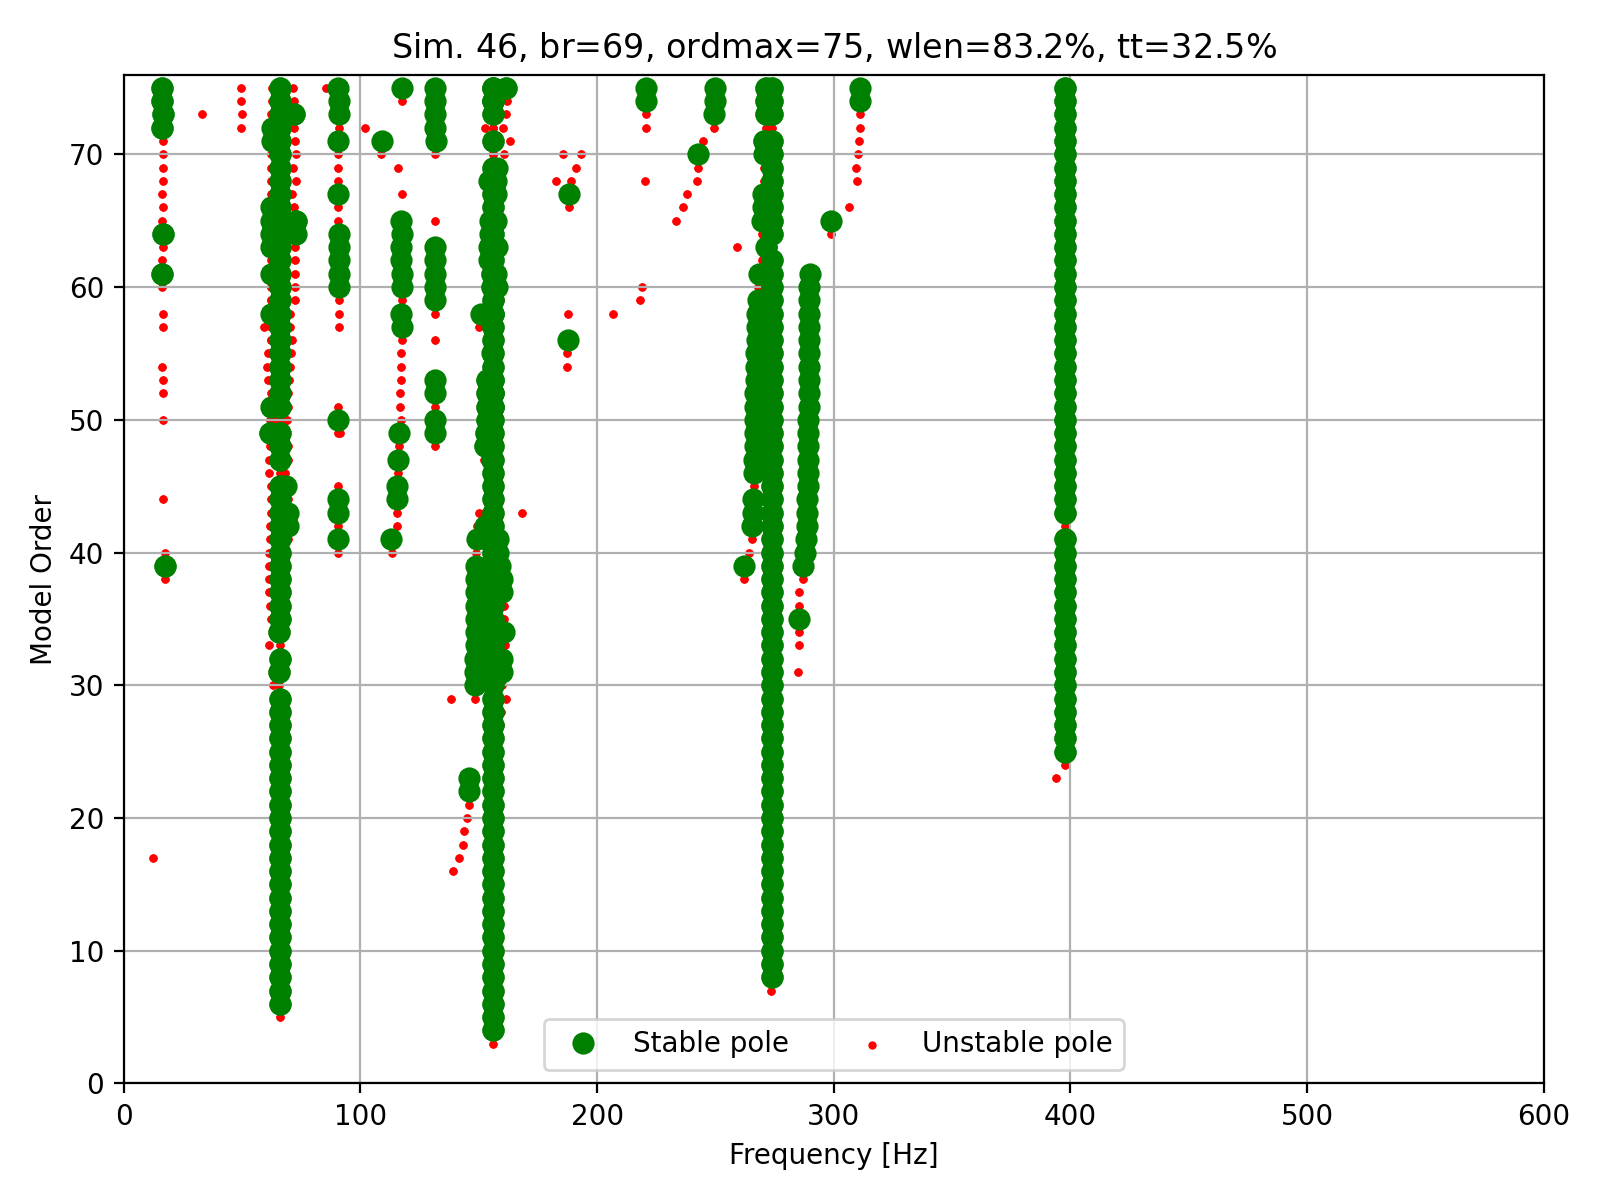 Sim. 46, br=69, ordmax=75, wlen=83.2%, tt=32.5%
Model Order
70
60
50
40
30
20
10
0
Stable pole
Unstable pole
0 100 200 300 400 500 600
Frequency [Hz]